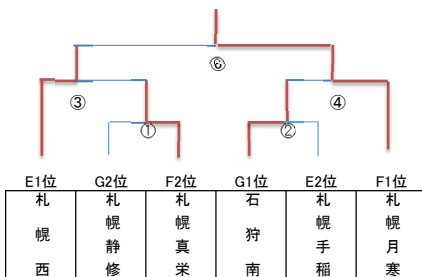 ⑥
③ ④
① ②
E1位 G2位 F2位 G1位 E2位 F1位
札幌西
札幌静修
札幌真栄
石狩南
札幌手稲
札幌月寒